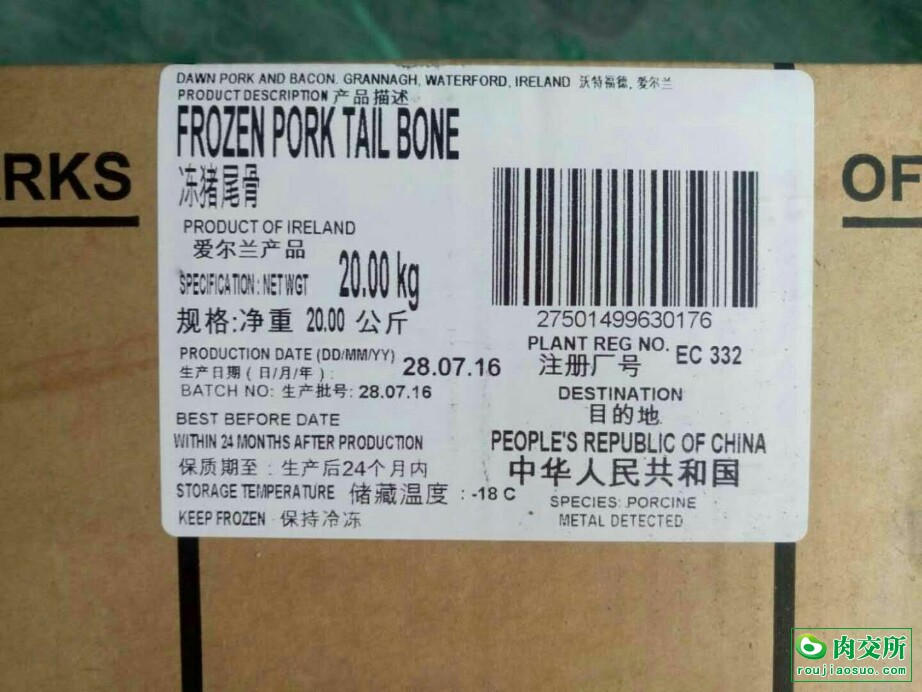 DAWN PORK AND BACON. GRANNAGH, WATERFORD, IRELAND 沃特福德, 爱尔兰
PRODUCT DESCRIPTION 产品描述
FROZEN PORK TAIL BONE
冻猪尾骨
PRODUCT OF IRELAND
爱尔兰产品
SPECIFICATION: NET WGT 20.00 kg
规格:净重 20.00 公斤
PRODUCTION DATE (DD/MM/YY)
生产日期 (日/月/年): 28.07.16
BATCH NO: 生产批号: 28.07.16
BEST BEFORE DATE
WITHIN 24 MONTHS AFTER PRODUCTION
保质期至: 生产后24个月内
STORAGE TEMPERATURE 储藏温度: -18 C
KEEP FROZEN 保持冷冻
27501499630176
PLANT REG NO. EC 332
注册厂号
DESTINATION
目的地
PEOPLE'S REPUBLIC OF CHINA
中华人民共和国
SPECIES: PORCINE
METAL DETECTED
RKS
OF
肉交所
roujiaosuo.com